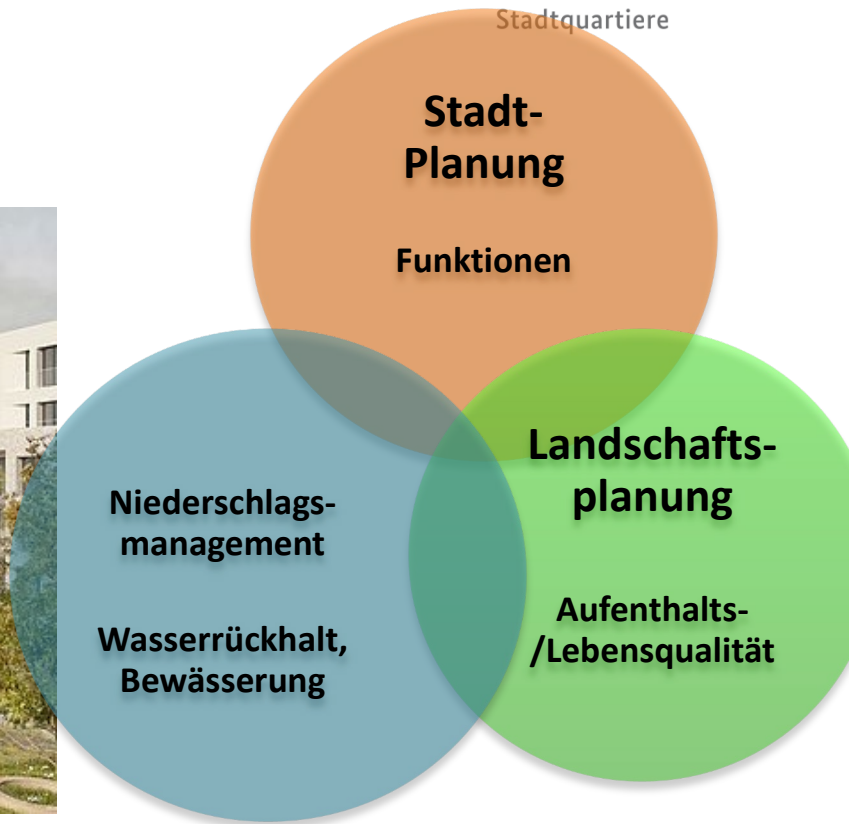 Stadtquartiere
Stadt-
Planung
Funktionen
Landschafts-
planung
Aufenthalts-
/Lebensqualität
Niederschlags-
management
Wasserrückhalt,
Bewässerung